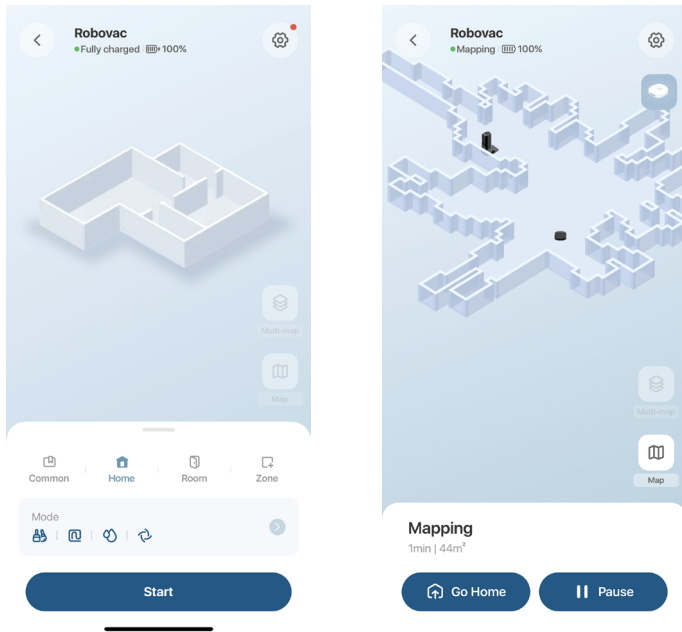 Robovac
Fully charged 100%
Multi-map
Map
Common
Home
Room
Zone
Mode
Start
Robovac
Mapping 100%
Multi-map
Map
Mapping
1min | 44m²
Go Home
Pause